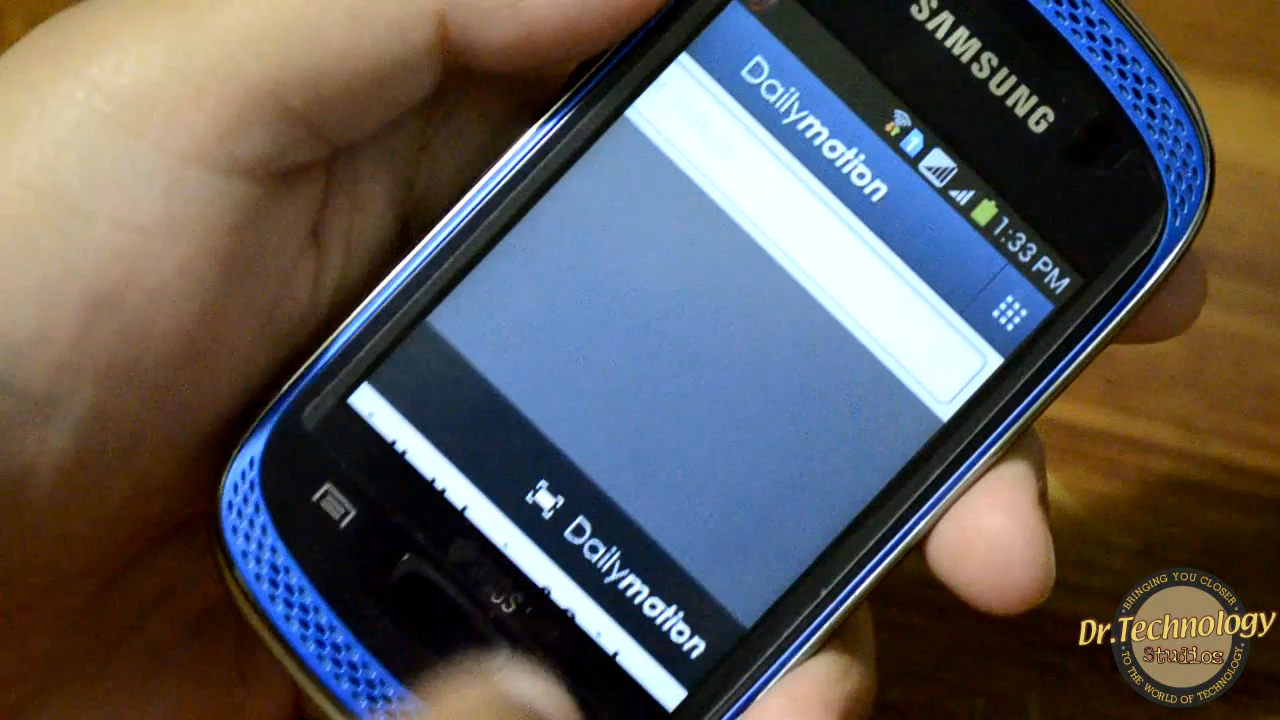 SAMSUNG
1:33 PM
Dailymotion
Dailymotion
BRINGING YOU CLOSER
Dr.Technology
Studios
TO THE WORLD OF TECHNOLOGY